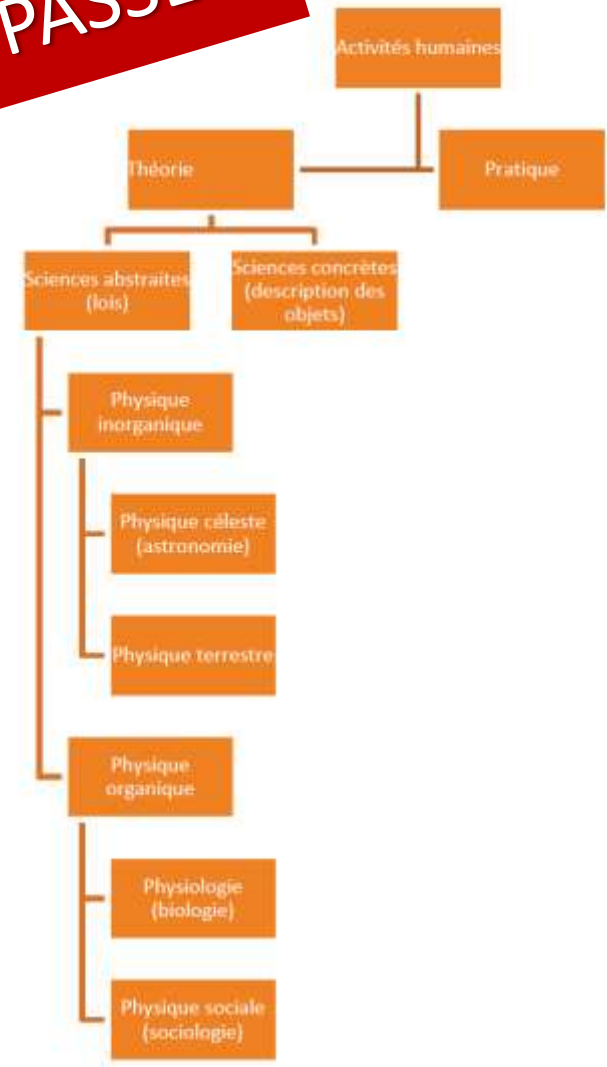 PASSE
Activités humaines
Théorie
Pratique
Sciences abstraites
(lois)
Sciences concrètes
(description des
objets)
Physique
inorganique
Physique céleste
(astronomie)
Physique terrestre
Physique
organique
Physiologie
(biologie)
Physique sociale
(sociologie)